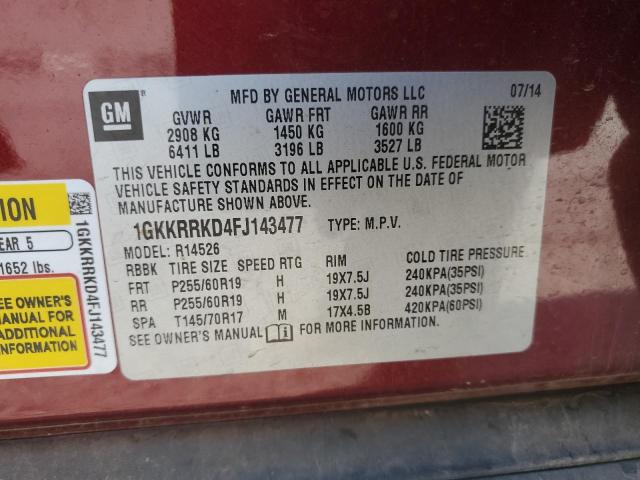 GM
MFD BY GENERAL MOTORS LLC 07/14
GVWR GAWR FRT GAWR RR
2908 KG 1450 KG 1600 KG
6411 LB 3196 LB 3527 LB
THIS VEHICLE CONFORMS TO ALL APPLICABLE U.S. FEDERAL MOTOR
VEHICLE SAFETY STANDARDS IN EFFECT ON THE DATE OF
MANUFACTURE SHOWN ABOVE.
1GKKRRKD4FJ143477 TYPE: M.P.V.
MODEL: R14526
RBBK TIRE SIZE SPEED RTG RIM COLD TIRE PRESSURE
FRT P255/60R19 H 19X7.5J 240KPA(35PSI)
RR P255/60R19 H 19X7.5J 240KPA(35PSI)
SPA T145/70R17 M 17X4.5B 420KPA(60PSI)
SEE OWNER'S MANUAL FOR MORE INFORMATION.
ION
EAR 5
1652 lbs.
SEE OWNER'S
MANUAL FOR
ADDITIONAL
INFORMATION
1GKKRRKD4FJ143477